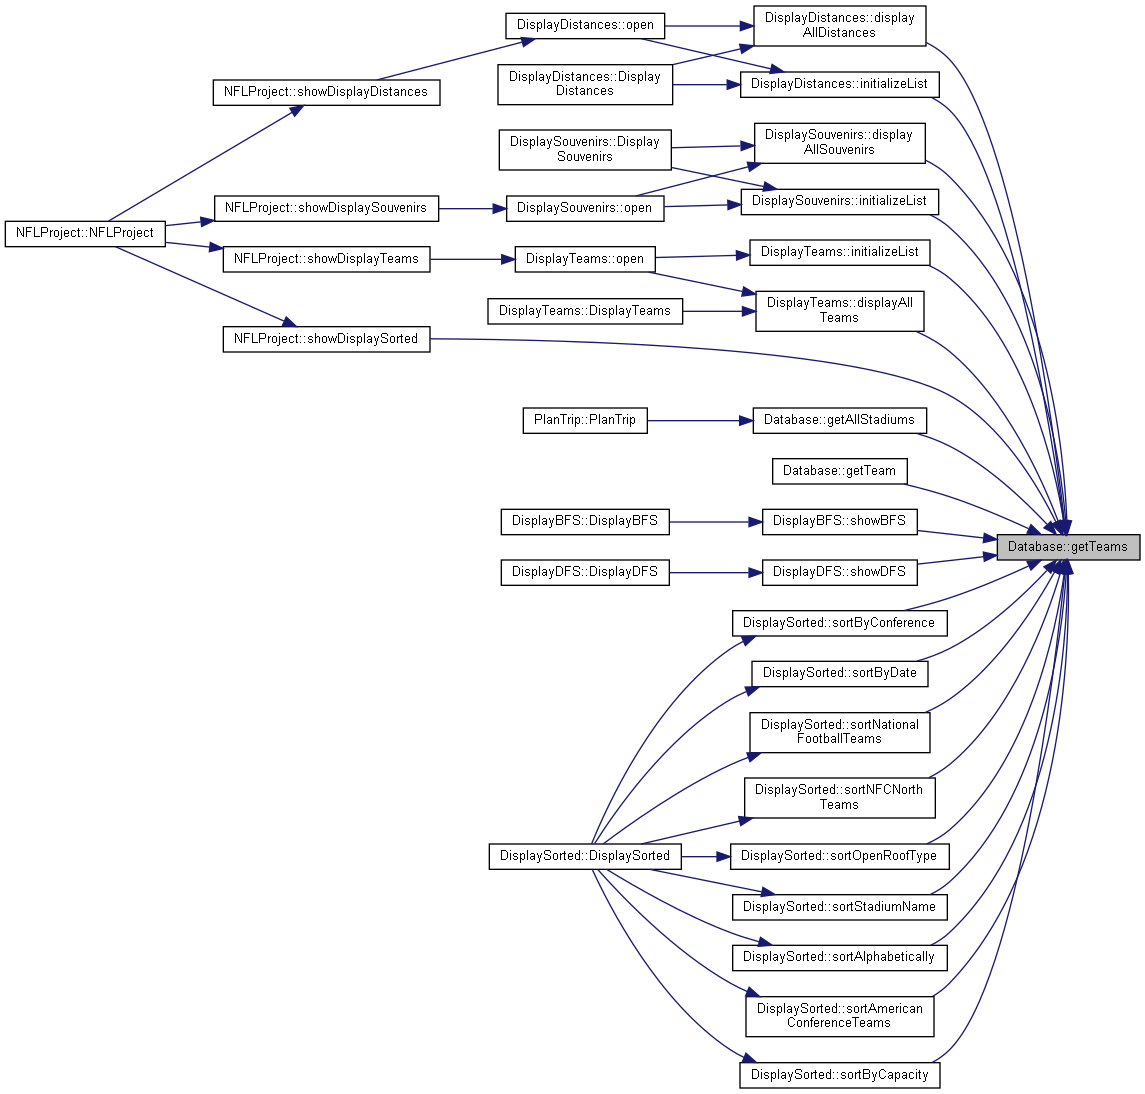 DisplayDistances::open
DisplayDistances::display
AllDistances
DisplayDistances::Display
Distances
DisplayDistances::initializeList
NFLProject::showDisplayDistances
DisplaySouvenirs::Display
Souvenirs
DisplaySouvenirs::display
AllSouvenirs
DisplaySouvenirs::initializeList
NFLProject::showDisplaySouvenirs
DisplaySouvenirs::open
NFLProject::NFLProject
NFLProject::showDisplayTeams
DisplayTeams::open
DisplayTeams::initializeList
DisplayTeams::DisplayTeams
DisplayTeams::displayAll
Teams
NFLProject::showDisplaySorted
PlanTrip::PlanTrip
Database::getAllStadiums
Database::getTeam
DisplayBFS::DisplayBFS
DisplayBFS::showBFS
Database::getTeams
DisplayDFS::DisplayDFS
DisplayDFS::showDFS
DisplaySorted::sortByConference
DisplaySorted::sortByDate
DisplaySorted::sortNational
FootballTeams
DisplaySorted::sortNFCNorth
Teams
DisplaySorted::DisplaySorted
DisplaySorted::sortOpenRoofType
DisplaySorted::sortStadiumName
DisplaySorted::sortAlphabetically
DisplaySorted::sortAmerican
ConferenceTeams
DisplaySorted::sortByCapacity